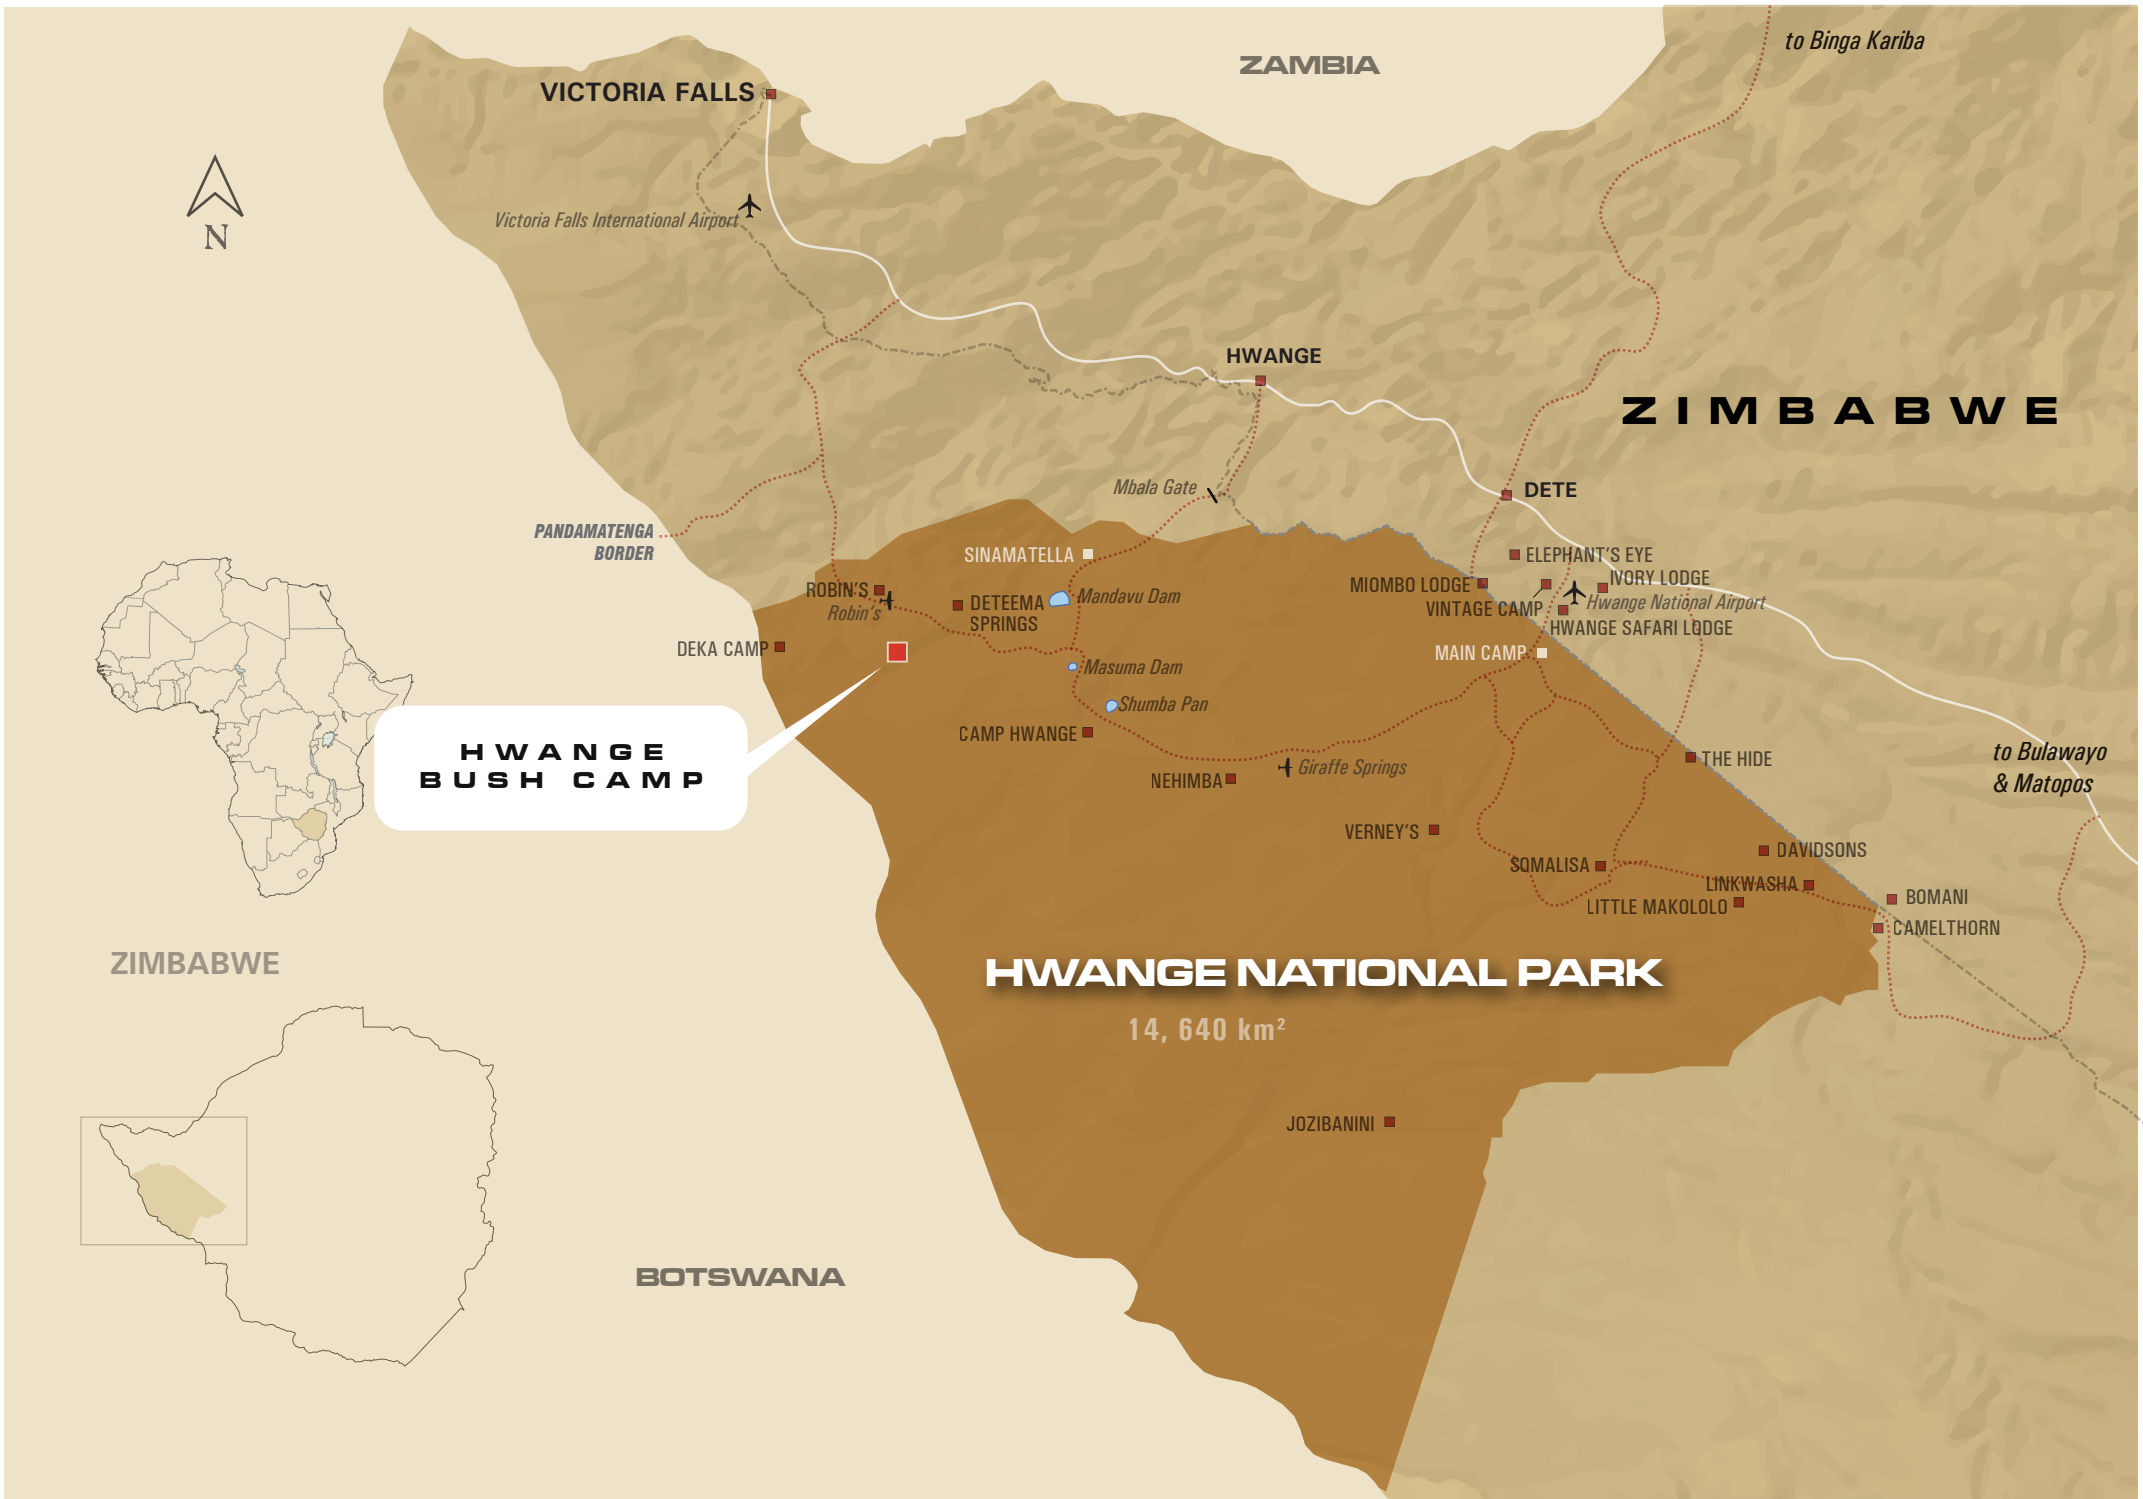 to Binga Kariba
ZAMBIA
VICTORIA FALLS
Victoria Falls International Airport
N
HWANGE
ZIMBABWE
Mbala Gate
DETE
PANDAMATENGA
BORDER
SINAMATELLA
ELEPHANT'S EYE
MIOMBO LODGE
IVORY LODGE
ROBIN'S
Robin's
DETEEMA
SPRINGS
Mandavu Dam
VINTAGE CAMP
Hwange National Airport
HWANGE SAFARI LODGE
DEKA CAMP
MAIN CAMP
Masuma Dam
Shumba Pan
CAMP HWANGE
HWANGE
BUSH CAMP
NEHIMBA
Giraffe Springs
THE HIDE
to Bulawayo
& Matopos
VERNEY'S
SOMALISA
DAVIDSONS
LINKWASHA
LITTLE MAKOLOLO
BOMANI
CAMELTHORN
ZIMBABWE
HWANGE NATIONAL PARK
14, 640 km²
JOZIBANINI
BOTSWANA